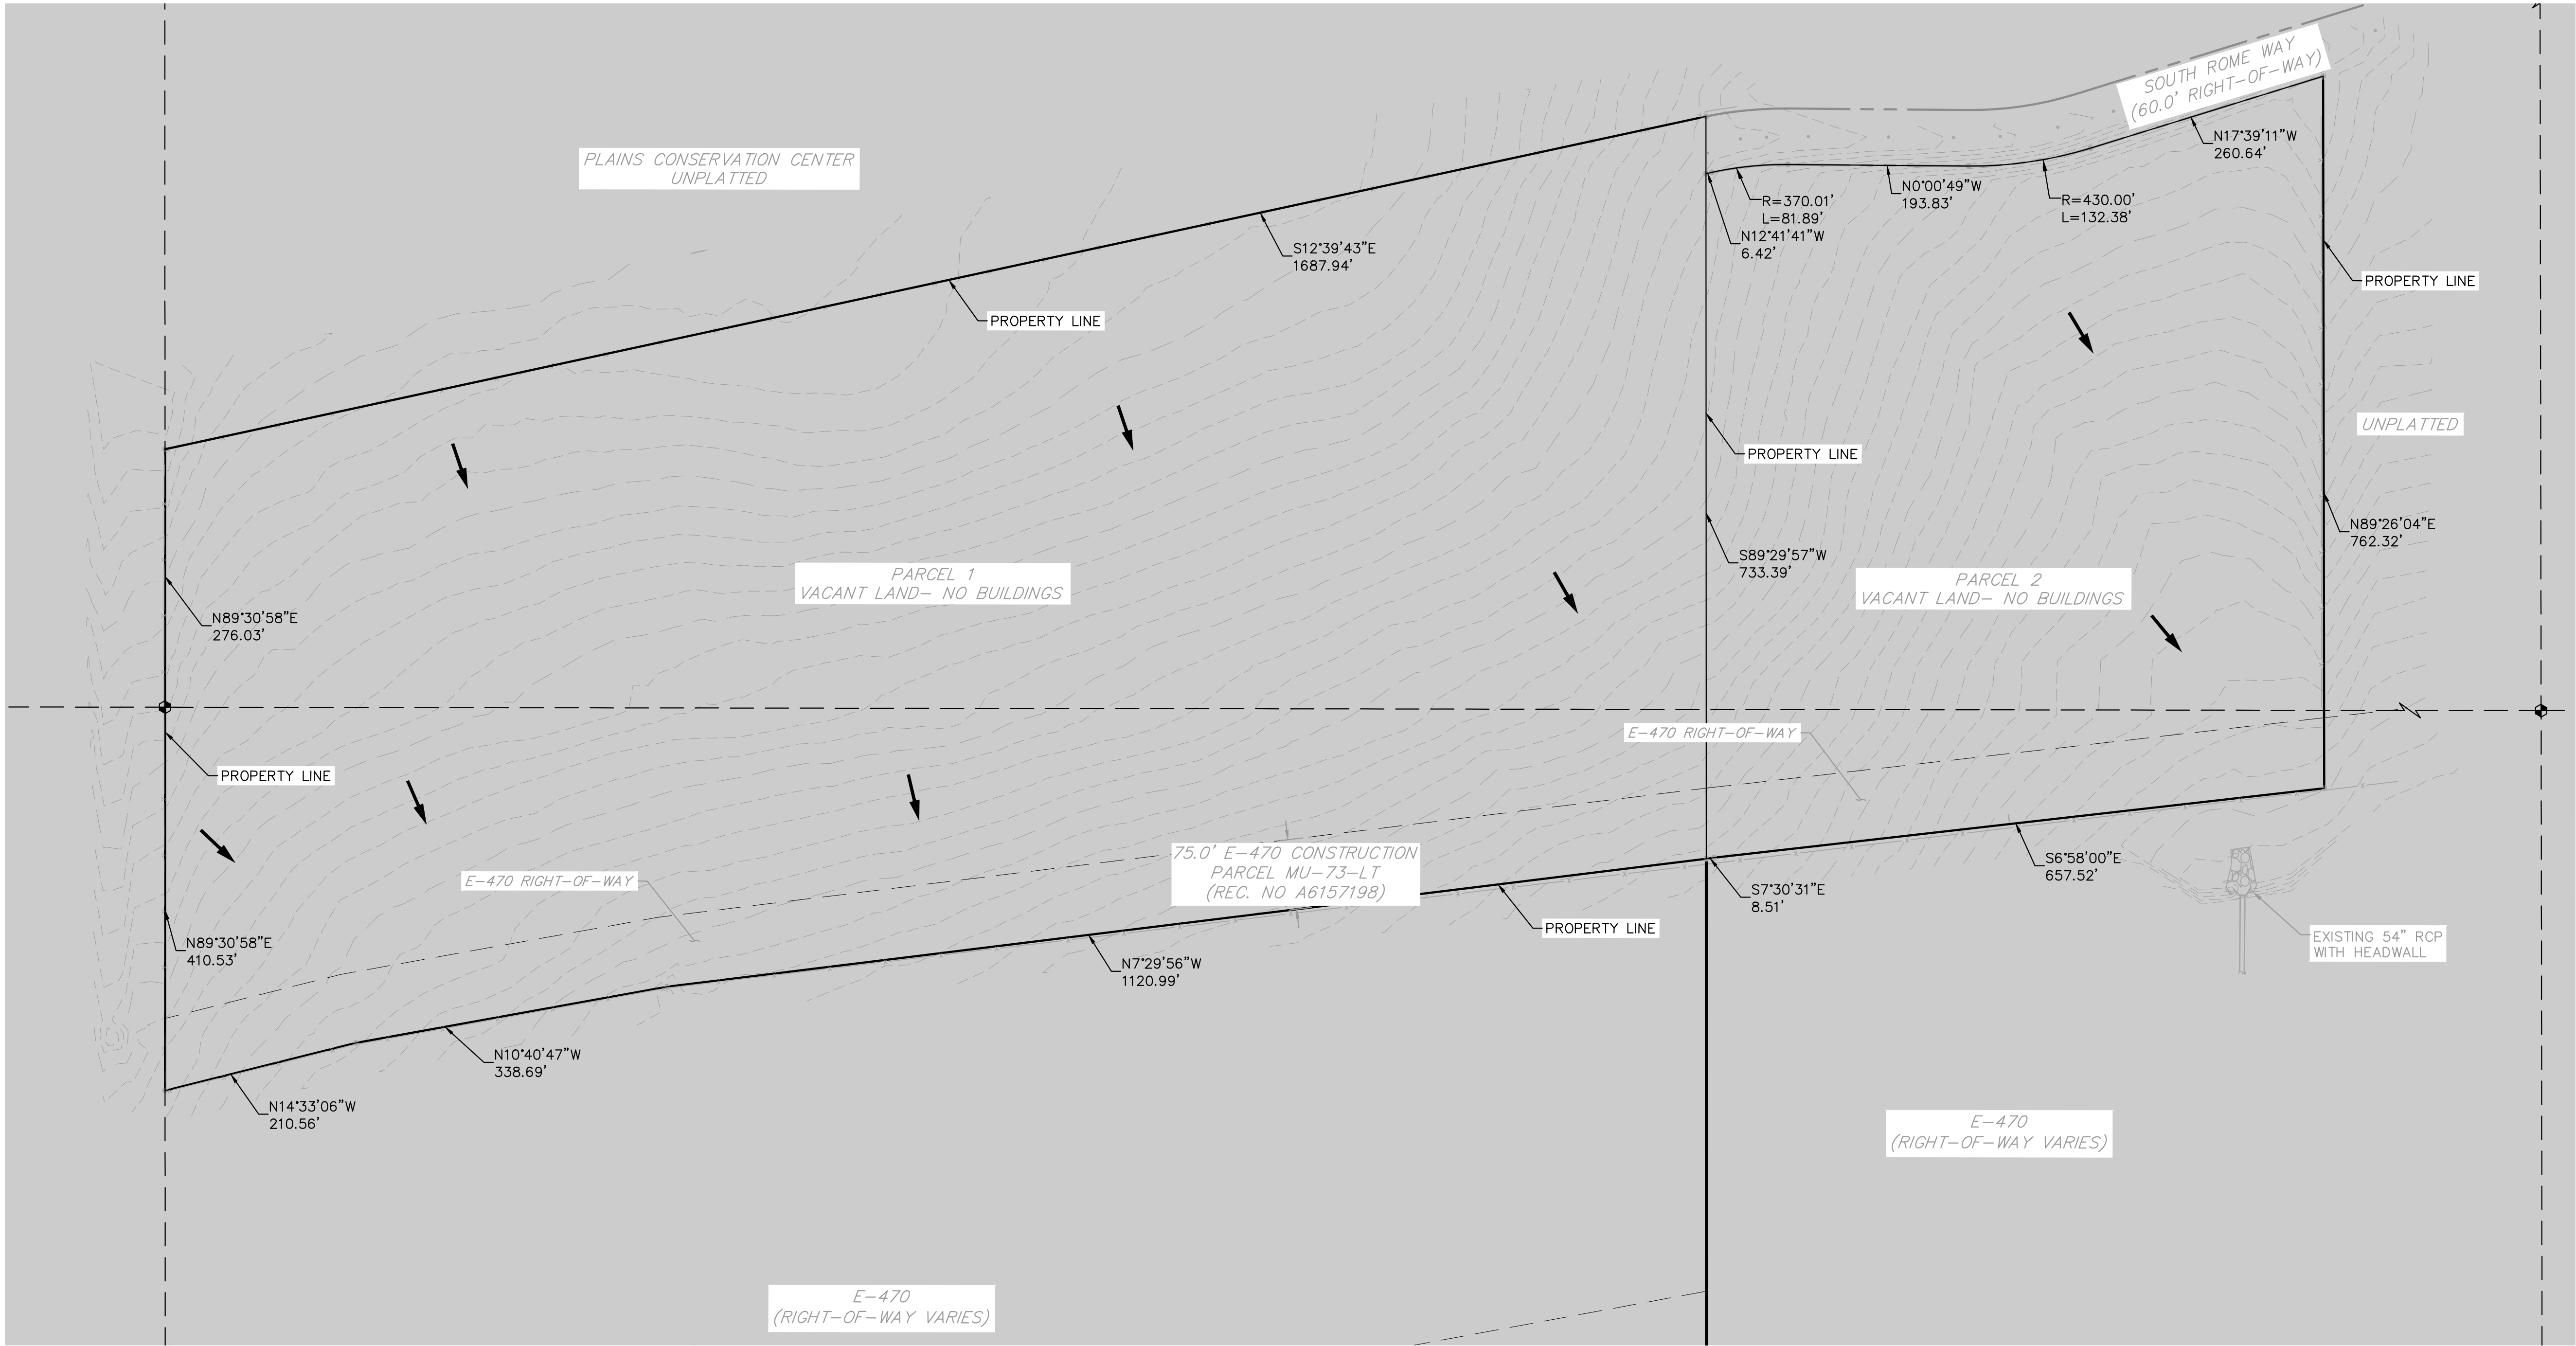 SOUTH ROME WAY
(60.0' RIGHT-OF-WAY)
N17°39'11"W
260.64'
PLAINS CONSERVATION CENTER
UNPLATTED
R=370.01'
L=81.89'
N0°00'49"W
193.83'
R=430.00'
L=132.38'
N12°41'41"W
6.42'
S12°39'43"E
1687.94'
PROPERTY LINE
PROPERTY LINE
UNPLATTED
PROPERTY LINE
N89°26'04"E
762.32'
S89°29'57"W
733.39'
PARCEL 1
VACANT LAND- NO BUILDINGS
PARCEL 2
VACANT LAND- NO BUILDINGS
N89°30'58"E
276.03'
E-470 RIGHT-OF-WAY
PROPERTY LINE
75.0' E-470 CONSTRUCTION
PARCEL MU-73-LT
(REC. NO A6157198)
E-470 RIGHT-OF-WAY
S6°58'00"E
657.52'
S7°30'31"E
8.51'
PROPERTY LINE
N89°30'58"E
410.53'
EXISTING 54" RCP
WITH HEADWALL
N7°29'56"W
1120.99'
N10°40'47"W
338.69'
N14°33'06"W
210.56'
E-470
(RIGHT-OF-WAY VARIES)
E-470
(RIGHT-OF-WAY VARIES)